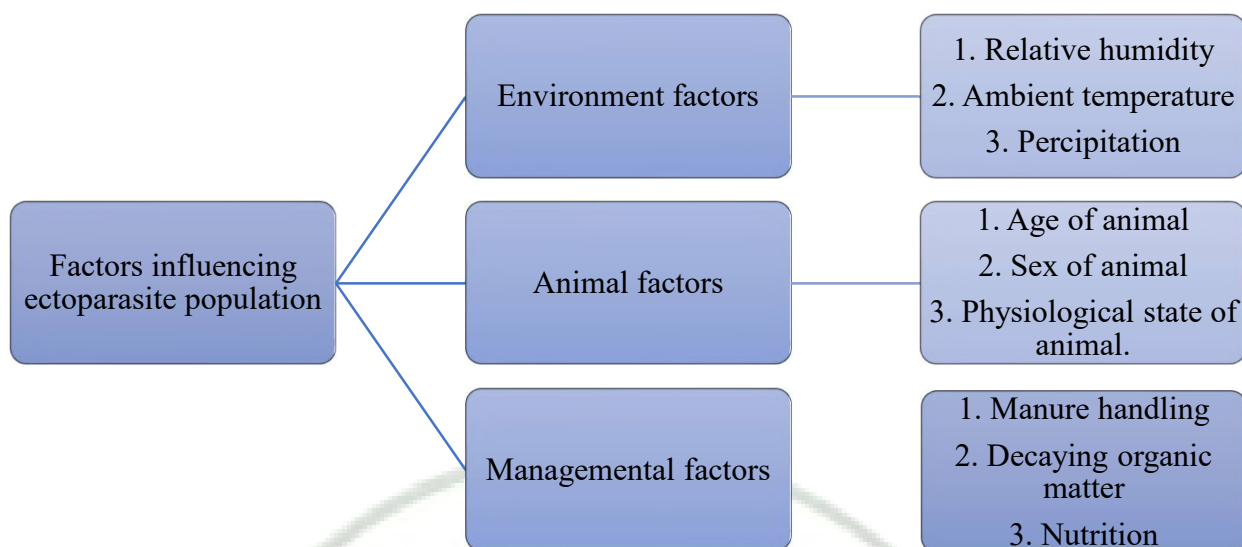 Factors influencing
ectoparasite population
Environment factors
1. Relative humidity
2. Ambient temperature
3. Percipitation
Animal factors
1. Age of animal
2. Sex of animal
3. Physiological state of
animal.
Managemental factors
1. Manure handling
2. Decaying organic
matter
3. Nutrition